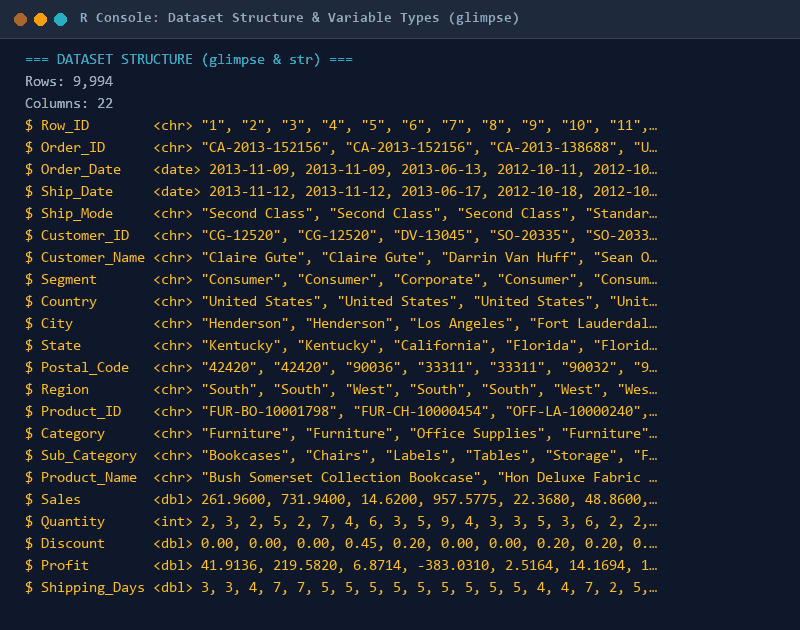 R Console: Dataset Structure & Variable Types (glimpse)
=== DATASET STRUCTURE (glimpse & str) ===
Rows: 9,994
Columns: 22
$ Row_ID        <chr> "1", "2", "3", "4", "5", "6", "7", "8", "9", "10", "11",…
$ Order_ID      <chr> "CA-2013-152156", "CA-2013-152156", "CA-2013-138688", "U…
$ Order_Date    <date> 2013-11-09, 2013-11-09, 2013-06-13, 2012-10-11, 2012-10…
$ Ship_Date     <date> 2013-11-12, 2013-11-12, 2013-06-17, 2012-10-18, 2012-10…
$ Ship_Mode     <chr> "Second Class", "Second Class", "Second Class", "Standar…
$ Customer_ID   <chr> "CG-12520", "CG-12520", "DV-13045", "SO-20335", "SO-2033…
$ Customer_Name <chr> "Claire Gute", "Claire Gute", "Darrin Van Huff", "Sean O…
$ Segment       <chr> "Consumer", "Consumer", "Corporate", "Consumer", "Consum…
$ Country       <chr> "United States", "United States", "United States", "Unit…
$ City          <chr> "Henderson", "Henderson", "Los Angeles", "Fort Lauderdal…
$ State         <chr> "Kentucky", "Kentucky", "California", "Florida", "Florid…
$ Postal_Code   <chr> "42420", "42420", "90036", "33311", "33311", "90032", "9…
$ Region        <chr> "South", "South", "West", "South", "South", "West", "Wes…
$ Product_ID    <chr> "FUR-BO-10001798", "FUR-CH-10000454", "OFF-LA-10000240",…
$ Category      <chr> "Furniture", "Furniture", "Office Supplies", "Furniture"…
$ Sub_Category  <chr> "Bookcases", "Chairs", "Labels", "Tables", "Storage", "F…
$ Product_Name  <chr> "Bush Somerset Collection Bookcase", "Hon Deluxe Fabric …
$ Sales         <dbl> 261.9600, 731.9400, 14.6200, 957.5775, 22.3680, 48.8600,…
$ Quantity      <int> 2, 3, 2, 5, 2, 7, 4, 6, 3, 5, 9, 4, 3, 3, 5, 3, 6, 2, 2,…
$ Discount      <dbl> 0.00, 0.00, 0.00, 0.45, 0.20, 0.00, 0.00, 0.20, 0.20, 0.…
$ Profit        <dbl> 41.9136, 219.5820, 6.8714, -383.0310, 2.5164, 14.1694, 1…
$ Shipping_Days <dbl> 3, 3, 4, 7, 7, 5, 5, 5, 5, 5, 5, 5, 5, 4, 4, 7, 2, 5,…